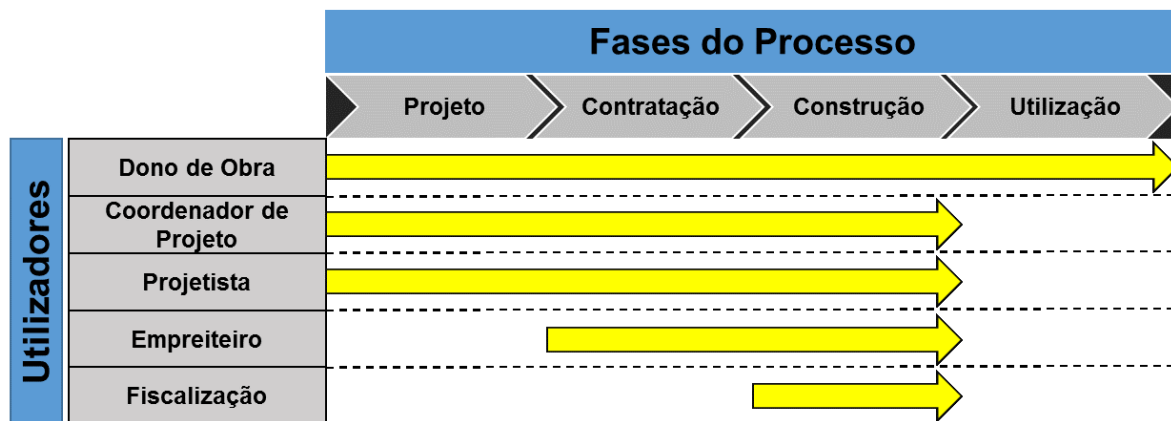 Fases do Processo
Projeto
Contratação
Construção
Utilização
Utilizadores
Dono de Obra
Coordenador de
Projeto
Projetista
Empreiteiro
Fiscalização